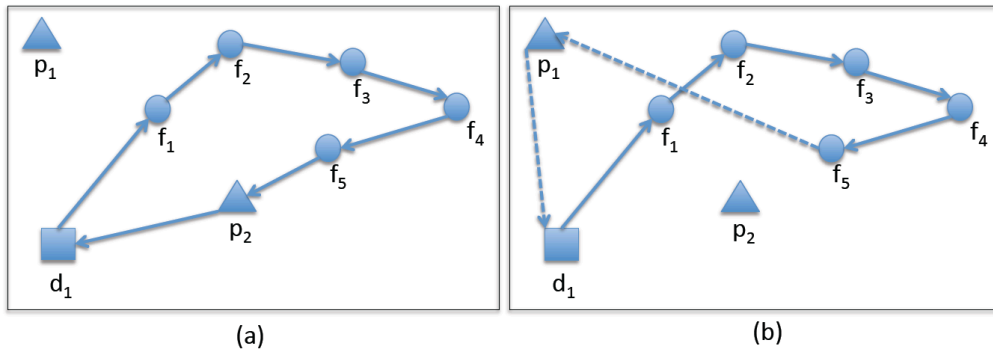 p₁
f₂
f₃
f₁
f₄
f₅
p₂
d₁
(a)
p₁
f₂
f₃
f₁
f₄
f₅
p₂
d₁
(b)